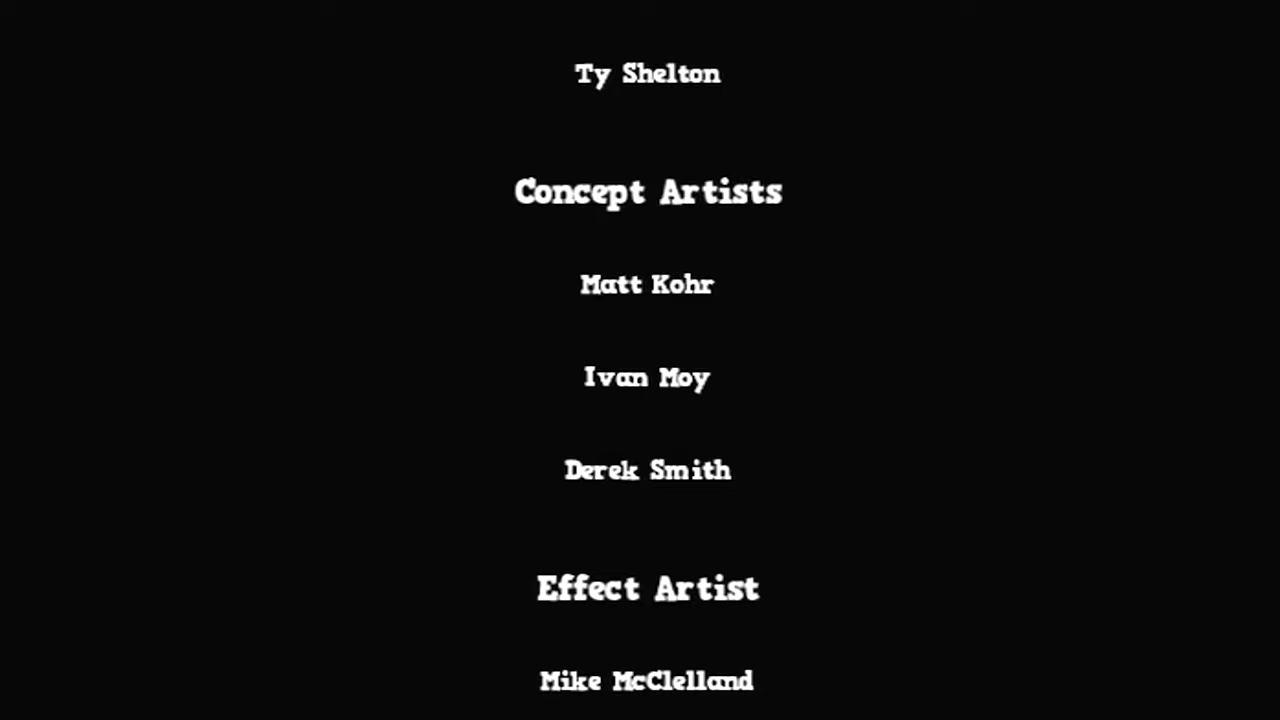 Ty Shelton
Concept Artists
Matt Kohr
Ivan Moy
Derek Smith
Effect Artist
Mike McClelland